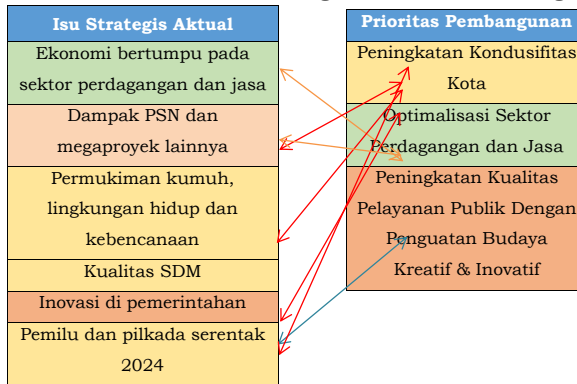 Isu Strategis Aktual
Ekonomi bertumpu pada
sektor perdagangan dan jasa
Dampak PSN dan
megaproyek lainnya
Permukiman kumuh,
lingkungan hidup dan
kebencanaan
Kualitas SDM
Inovasi di pemerintahan
Pemilu dan pilkada serentak
2024
Prioritas Pembangunan
Peningkatan Kondusifitas
Kota
Optimalisasi Sektor
Perdagangan dan Jasa
Peningkatan Kualitas
Pelayanan Publik Dengan
Penguatan Budaya
Kreatif & Inovatif